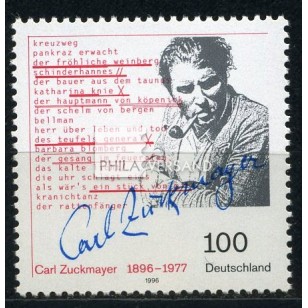 kreuzweg
pankraz erwacht
der fröhliche weinberg
schinderhannes
der bauer aus dem taunus
katharina knie
der hauptmann von köpenick
der schelm von bergen
bellman
herr über leben und tod
des teufels general
barbara blomberg
der gesang
das kalte
die uhr schlägt
als wär's ein stück von mir
kranichtanz
der rattenfänger
PHILA VERSAND
Carl Zuckmayer
100
Carl Zuckmayer 1896-1977 Deutschland
1996